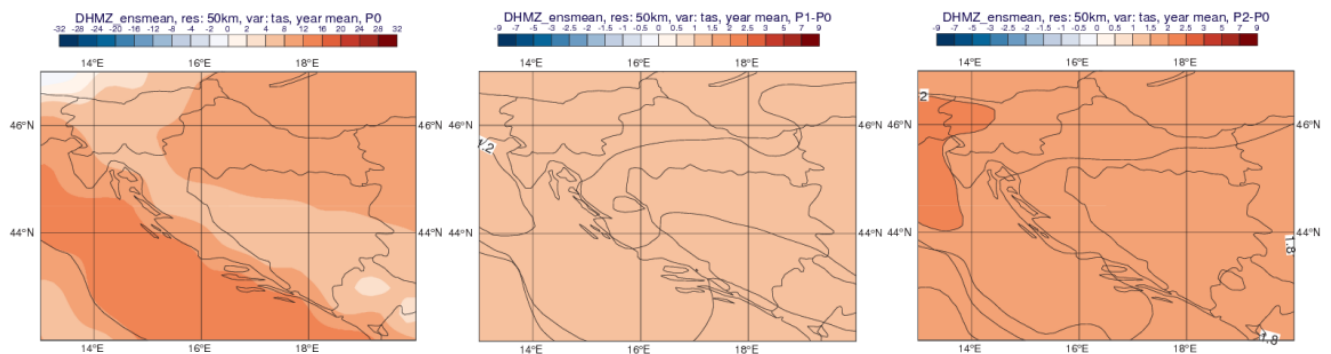 DHMZ_ensmean, res: 50km, var: tas, year mean, P0
-32 -28 -24 -20 -16 -12 -8 -4 0 2 4 6 8 12 16 20 24 28 32
14°E 16°E 18°E
46°N
44°N
14°E 16°E 18°E
DHMZ_ensmean, res: 50km, var: tas, year mean, P1-P0
-9 -7 -5 -3 -2.5 -2 -1.5 -1 -0.5 0 0.5 1 1.5 2 2.5 3 5 7 9
14°E 16°E 18°E
46°N 46°N
1.2
44°N 44°N
14°E 16°E 18°E
DHMZ_ensmean, res: 50km, var: tas, year mean, P2-P0
-9 -7 -5 -3 -2.5 -2 -1.5 -1 -0.5 0 0.5 1 1.5 2 2.5 3 5 7 9
14°E 16°E 18°E
2
46°N 46°N
44°N 44°N
1.8
1.8
14°E 16°E 18°E